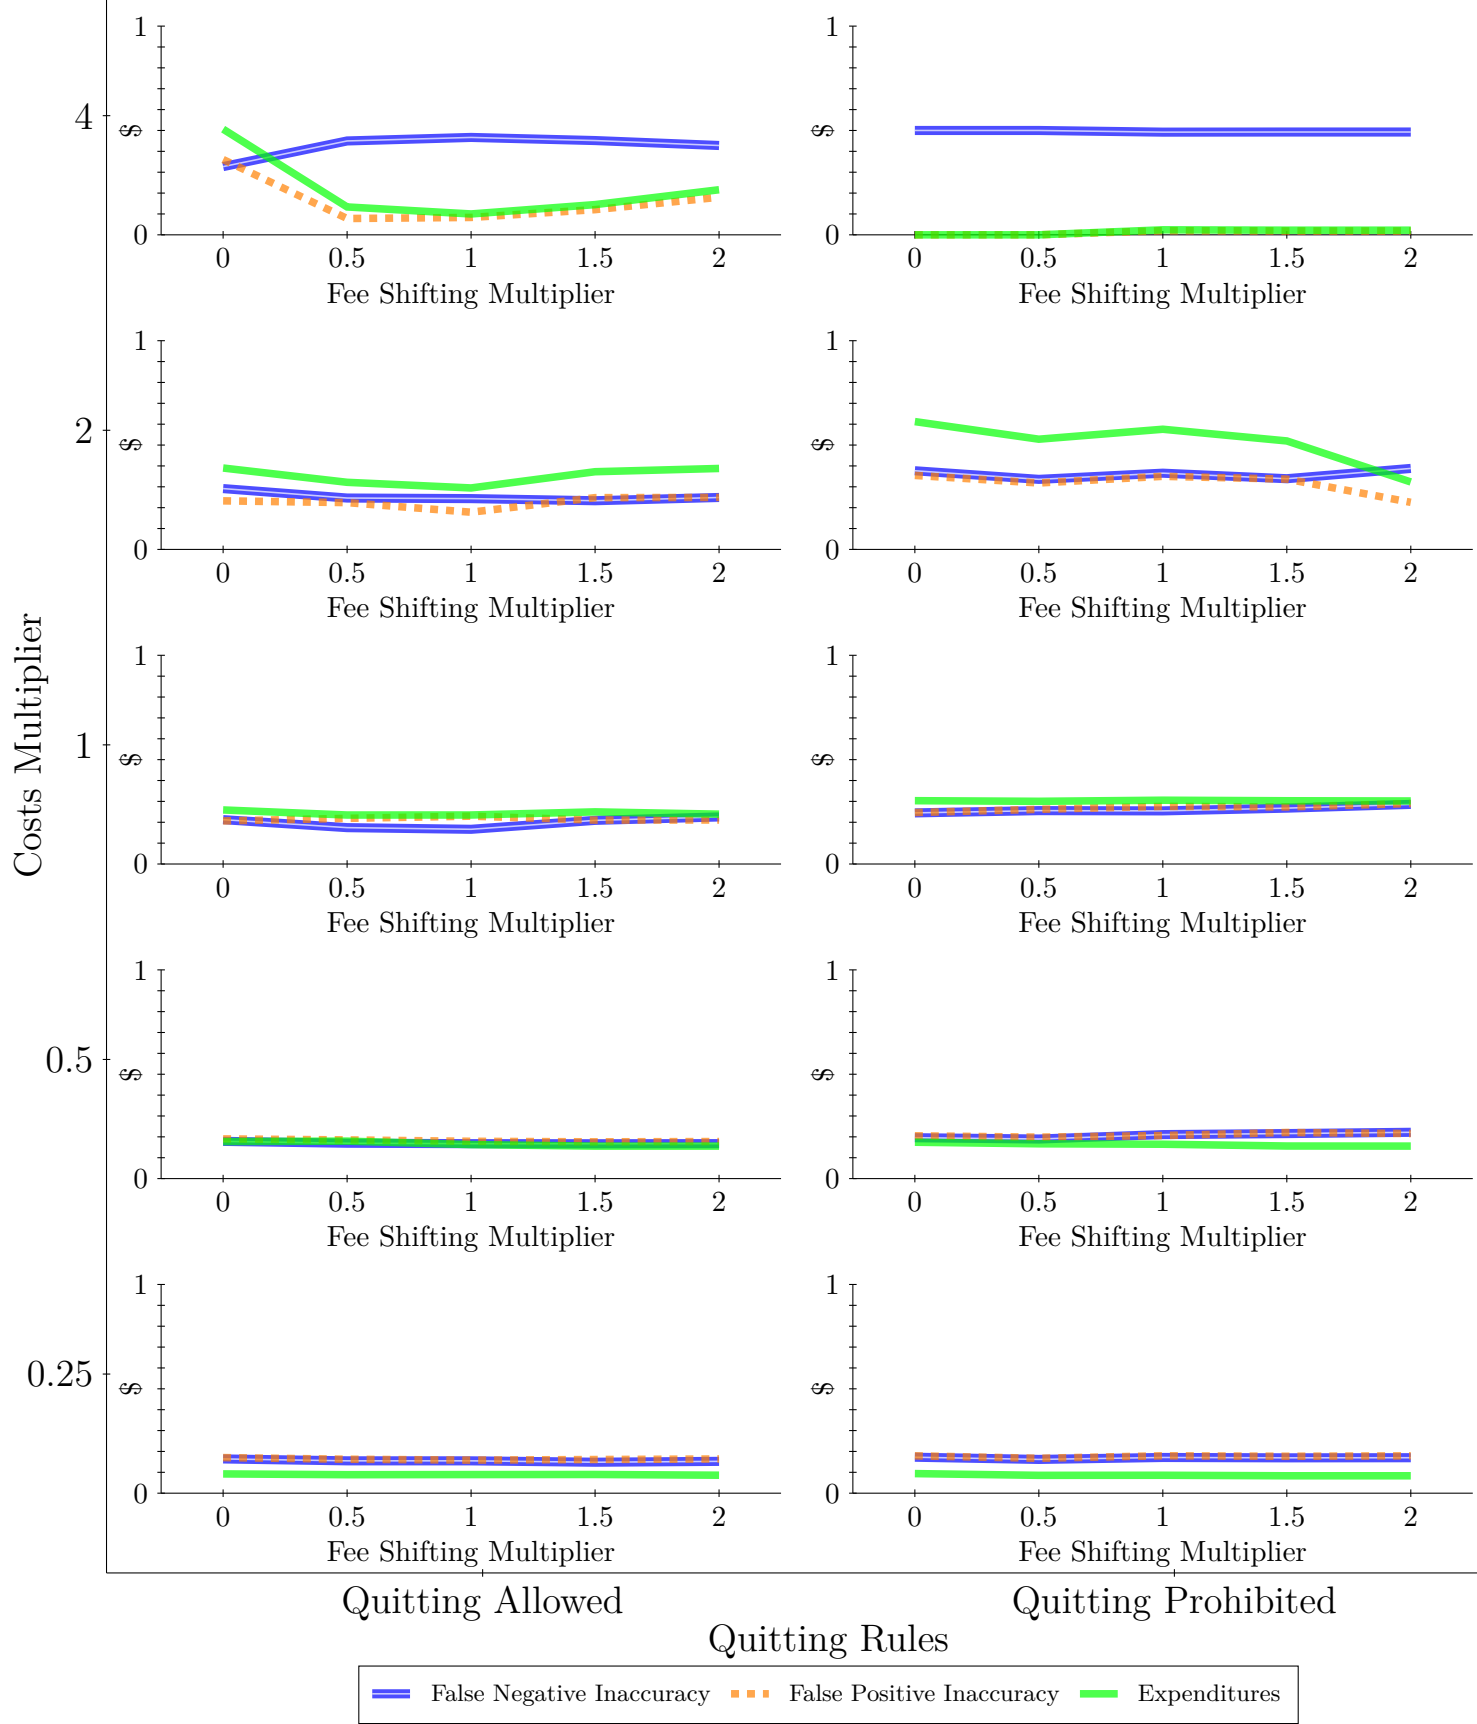 Costs Multiplier
4
1
$
0
0 0.5 1 1.5 2
Fee Shifting Multiplier
1
$
0
0 0.5 1 1.5 2
Fee Shifting Multiplier
2
1
$
0
0 0.5 1 1.5 2
Fee Shifting Multiplier
1
$
0
0 0.5 1 1.5 2
Fee Shifting Multiplier
1
1
$
0
0 0.5 1 1.5 2
Fee Shifting Multiplier
1
$
0
0 0.5 1 1.5 2
Fee Shifting Multiplier
0.5
1
$
0
0 0.5 1 1.5 2
Fee Shifting Multiplier
1
$
0
0 0.5 1 1.5 2
Fee Shifting Multiplier
0.25
1
$
0
0 0.5 1 1.5 2
Fee Shifting Multiplier
1
$
0
0 0.5 1 1.5 2
Fee Shifting Multiplier
Quitting Allowed Quitting Prohibited
Quitting Rules
False Negative Inaccuracy False Positive Inaccuracy Expenditures